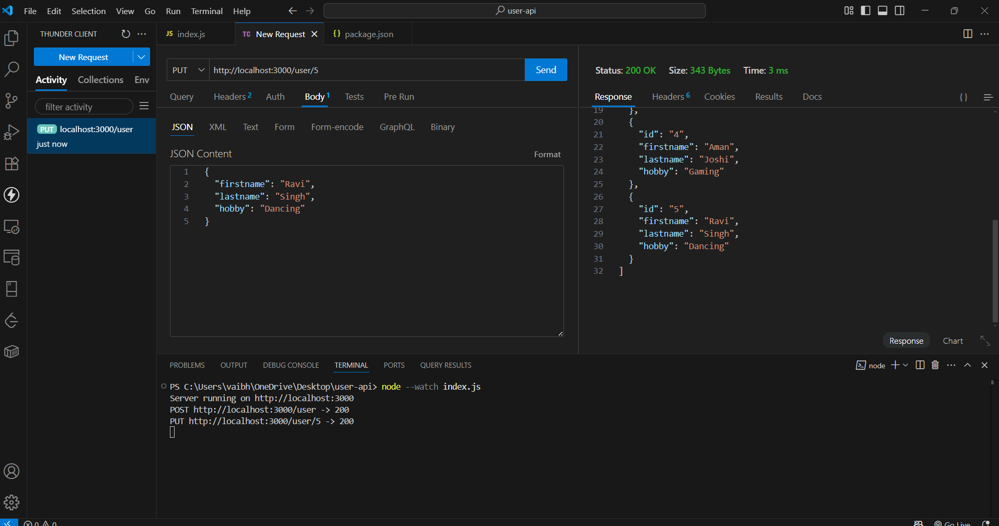 File Edit Selection View Go Run Terminal Help
user-api
THUNDER CLIENT
New Request
Activity Collections Env
filter activity
PUT localhost:3000/user
just now
JS index.js
TC New Request
{} package.json
PUT http://localhost:3000/user/5 Send
Query Headers 2 Auth Body 1 Tests Pre Run
JSON XML Text Form Form-encode GraphQL Binary
JSON Content Format
1 {
2 "firstname": "Ravi",
3 "lastname": "Singh",
4 "hobby": "Dancing"
5 }
Status: 200 OK Size: 343 Bytes Time: 3 ms
Response Headers 6 Cookies Results Docs {}
19 },
20 {
21 "id": "4",
22 "firstname": "Aman",
23 "lastname": "Joshi",
24 "hobby": "Gaming"
25 },
26 {
27 "id": "5",
28 "firstname": "Ravi",
29 "lastname": "Singh",
30 "hobby": "Dancing"
31 }
32 ]
Response Chart
PROBLEMS OUTPUT DEBUG CONSOLE TERMINAL PORTS QUERY RESULTS
node
PS C:\Users\vaibh\OneDrive\Desktop\user-api> node --watch index.js
Server running on http://localhost:3000
POST http://localhost:3000/user -> 200
PUT http://localhost:3000/user/5 -> 200
0 0
Go Live